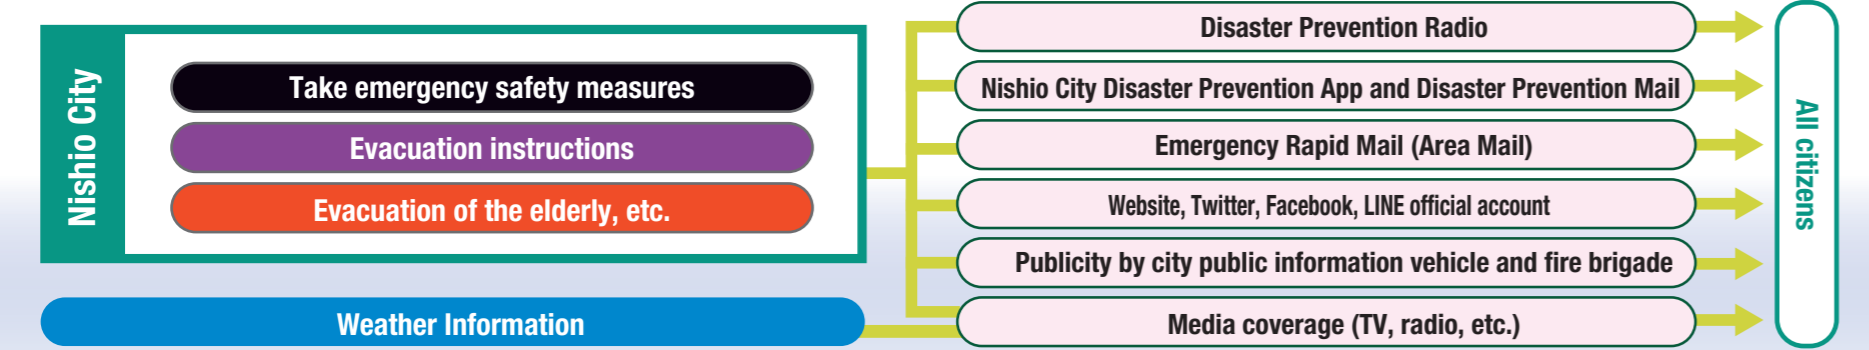 Nishio City
Take emergency safety measures
Evacuation instructions
Evacuation of the elderly, etc.
Weather Information
Disaster Prevention Radio
Nishio City Disaster Prevention App and Disaster Prevention Mail
Emergency Rapid Mail (Area Mail)
Website, Twitter, Facebook, LINE official account
Publicity by city public information vehicle and fire brigade
Media coverage (TV, radio, etc.)
All citizens